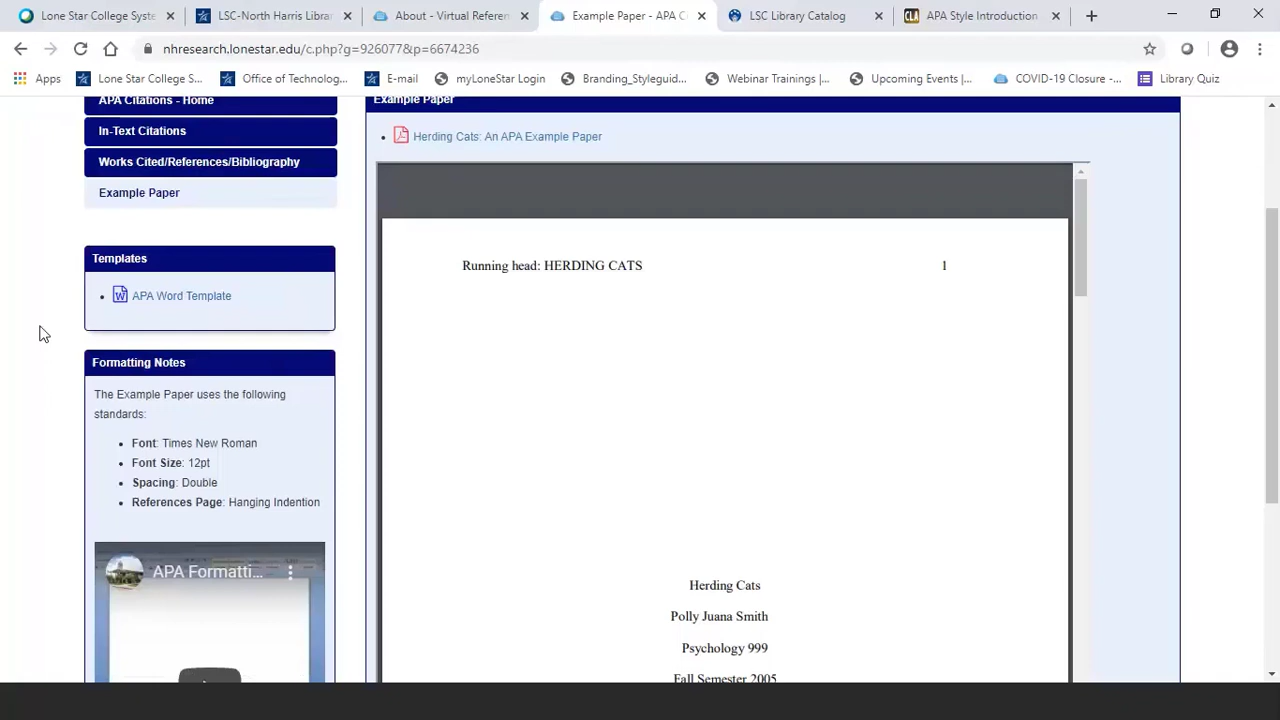 Lone Star College Syste
LSC-North Harris Librar
About - Virtual Referen
Example Paper - APA C
LSC Library Catalog
APA Style Introduction
nhresearch.lonestar.edu/c.php?g=926077&p=6674236
Apps
Lone Star College S...
Office of Technolog...
E-mail
myLoneStar Login
Branding_Styleguid...
Webinar Trainings |...
Upcoming Events |...
COVID-19 Closure -...
Library Quiz
APA Citations - Home
In-Text Citations
Works Cited/References/Bibliography
Example Paper
Templates
APA Word Template
Formatting Notes
The Example Paper uses the following
standards:
Font: Times New Roman
Font Size: 12pt
Spacing: Double
References Page: Hanging Indention
APA Formatti...
Example Paper
Herding Cats: An APA Example Paper
Running head: HERDING CATS 1
Herding Cats
Polly Juana Smith
Psychology 999
Fall Semester 2005